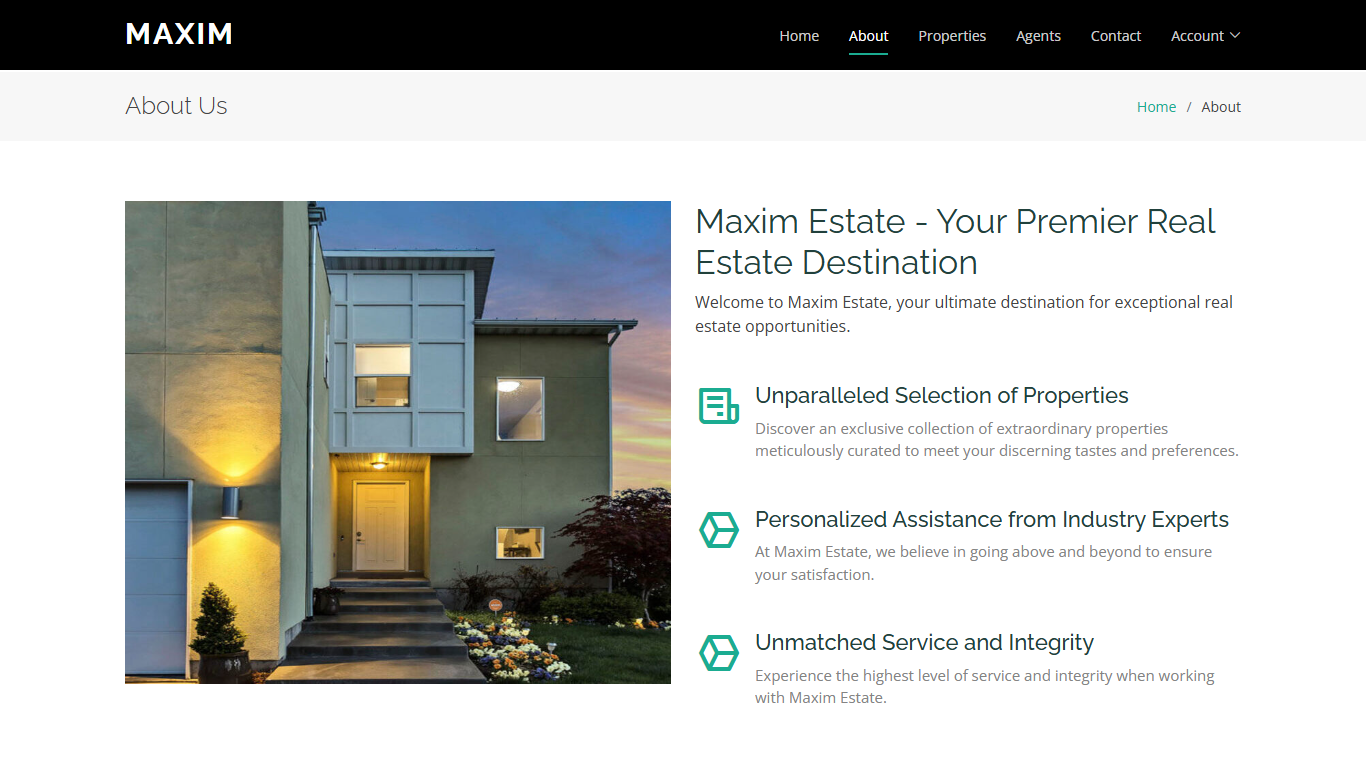 MAXIM
Home
About
Properties
Agents
Contact
Account
About Us
Home / About
Maxim Estate - Your Premier Real
Estate Destination
Welcome to Maxim Estate, your ultimate destination for exceptional real
estate opportunities.
Unparalleled Selection of Properties
Discover an exclusive collection of extraordinary properties
meticulously curated to meet your discerning tastes and preferences.
Personalized Assistance from Industry Experts
At Maxim Estate, we believe in going above and beyond to ensure
your satisfaction.
Unmatched Service and Integrity
Experience the highest level of service and integrity when working
with Maxim Estate.